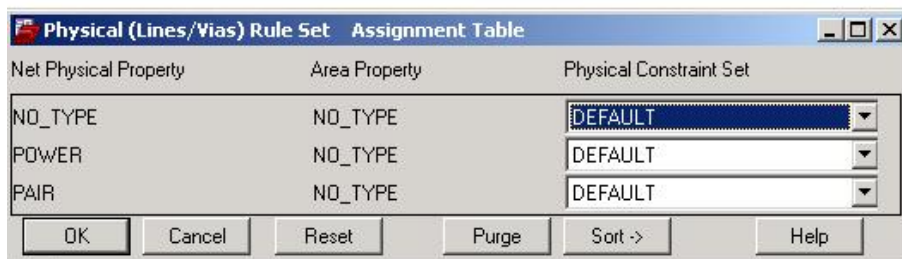 Physical (Lines/Vias) Rule Set Assignment Table
Net Physical Property Area Property Physical Constraint Set
NO_TYPE NO_TYPE DEFAULT
POWER NO_TYPE DEFAULT
PAIR NO_TYPE DEFAULT
OK Cancel Reset Purge Sort -> Help